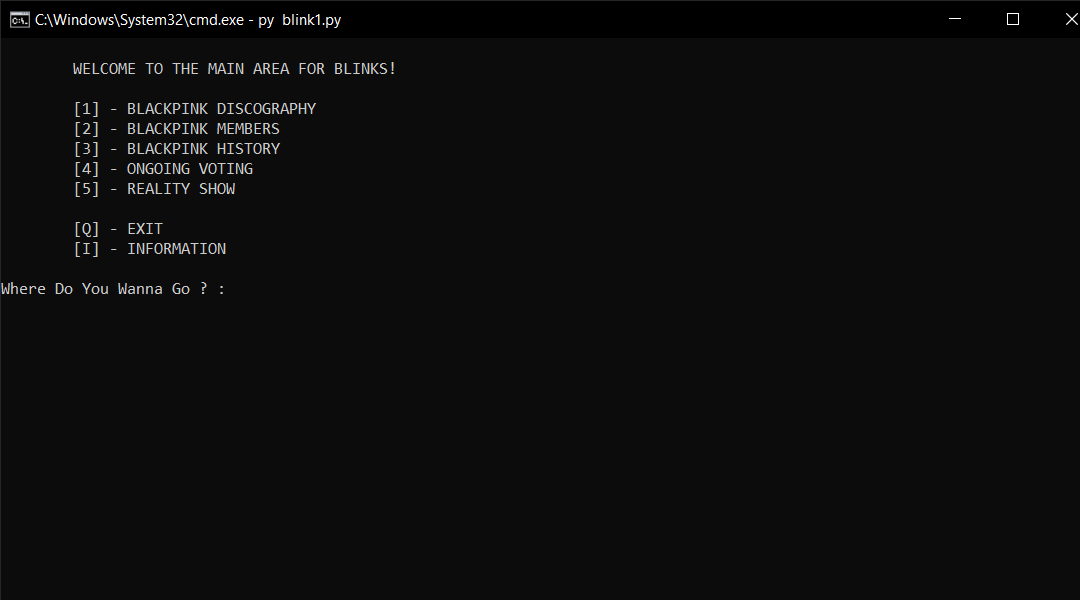 C:\Windows\System32\cmd.exe - py  blink1.py
WELCOME TO THE MAIN AREA FOR BLINKS!
[1] - BLACKPINK DISCOGRAPHY
[2] - BLACKPINK MEMBERS
[3] - BLACKPINK HISTORY
[4] - ONGOING VOTING
[5] - REALITY SHOW
[Q] - EXIT
[I] - INFORMATION
Where Do You Wanna Go ? :